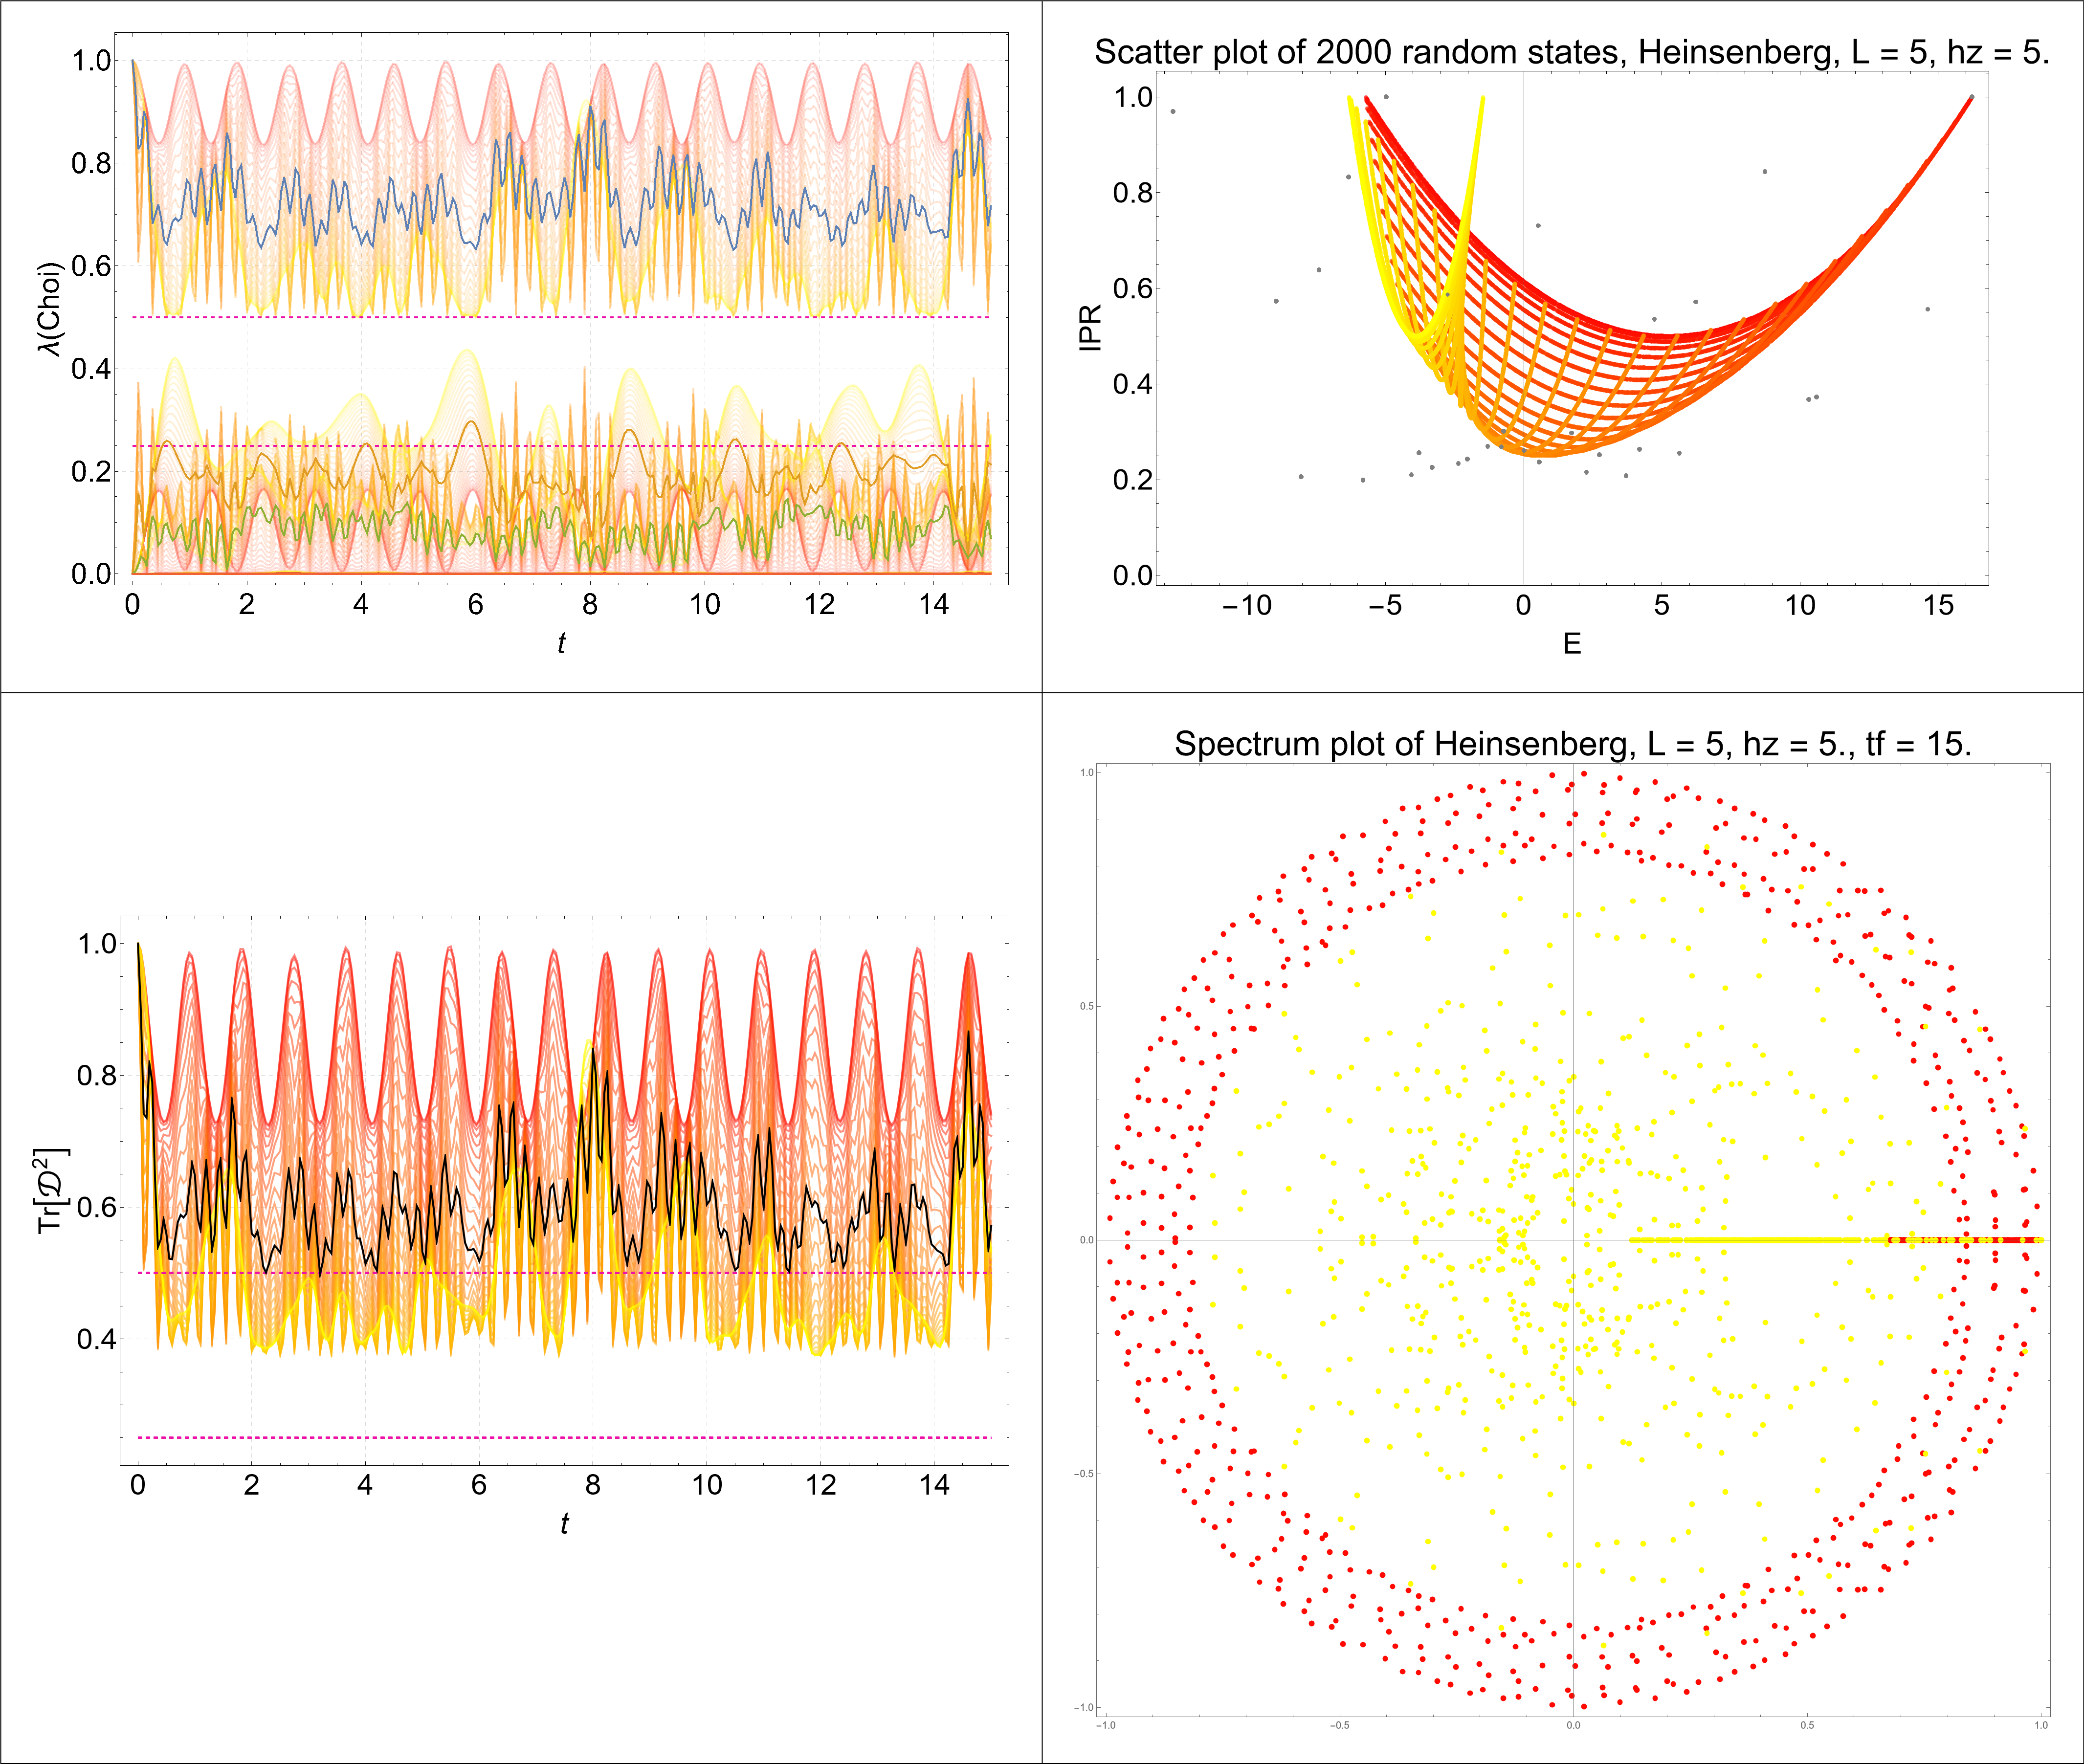 1.0
0.8
0.6
0.4
0.2
0.0
λ(Choi)
0 2 4 6 8 10 12 14
t
Scatter plot of 2000 random states, Heinsenberg, L = 5, hz = 5.
1.0
0.8
0.6
0.4
0.2
0.0
IPR
−10 −5 0 5 10 15
E
1.0
0.8
0.6
0.4
Tr[𝒟²]
0 2 4 6 8 10 12 14
t
Spectrum plot of Heinsenberg, L = 5, hz = 5., tf = 15.
1.0
0.5
0.0
−0.5
−1.0
−1.0 −0.5 0.0 0.5 1.0